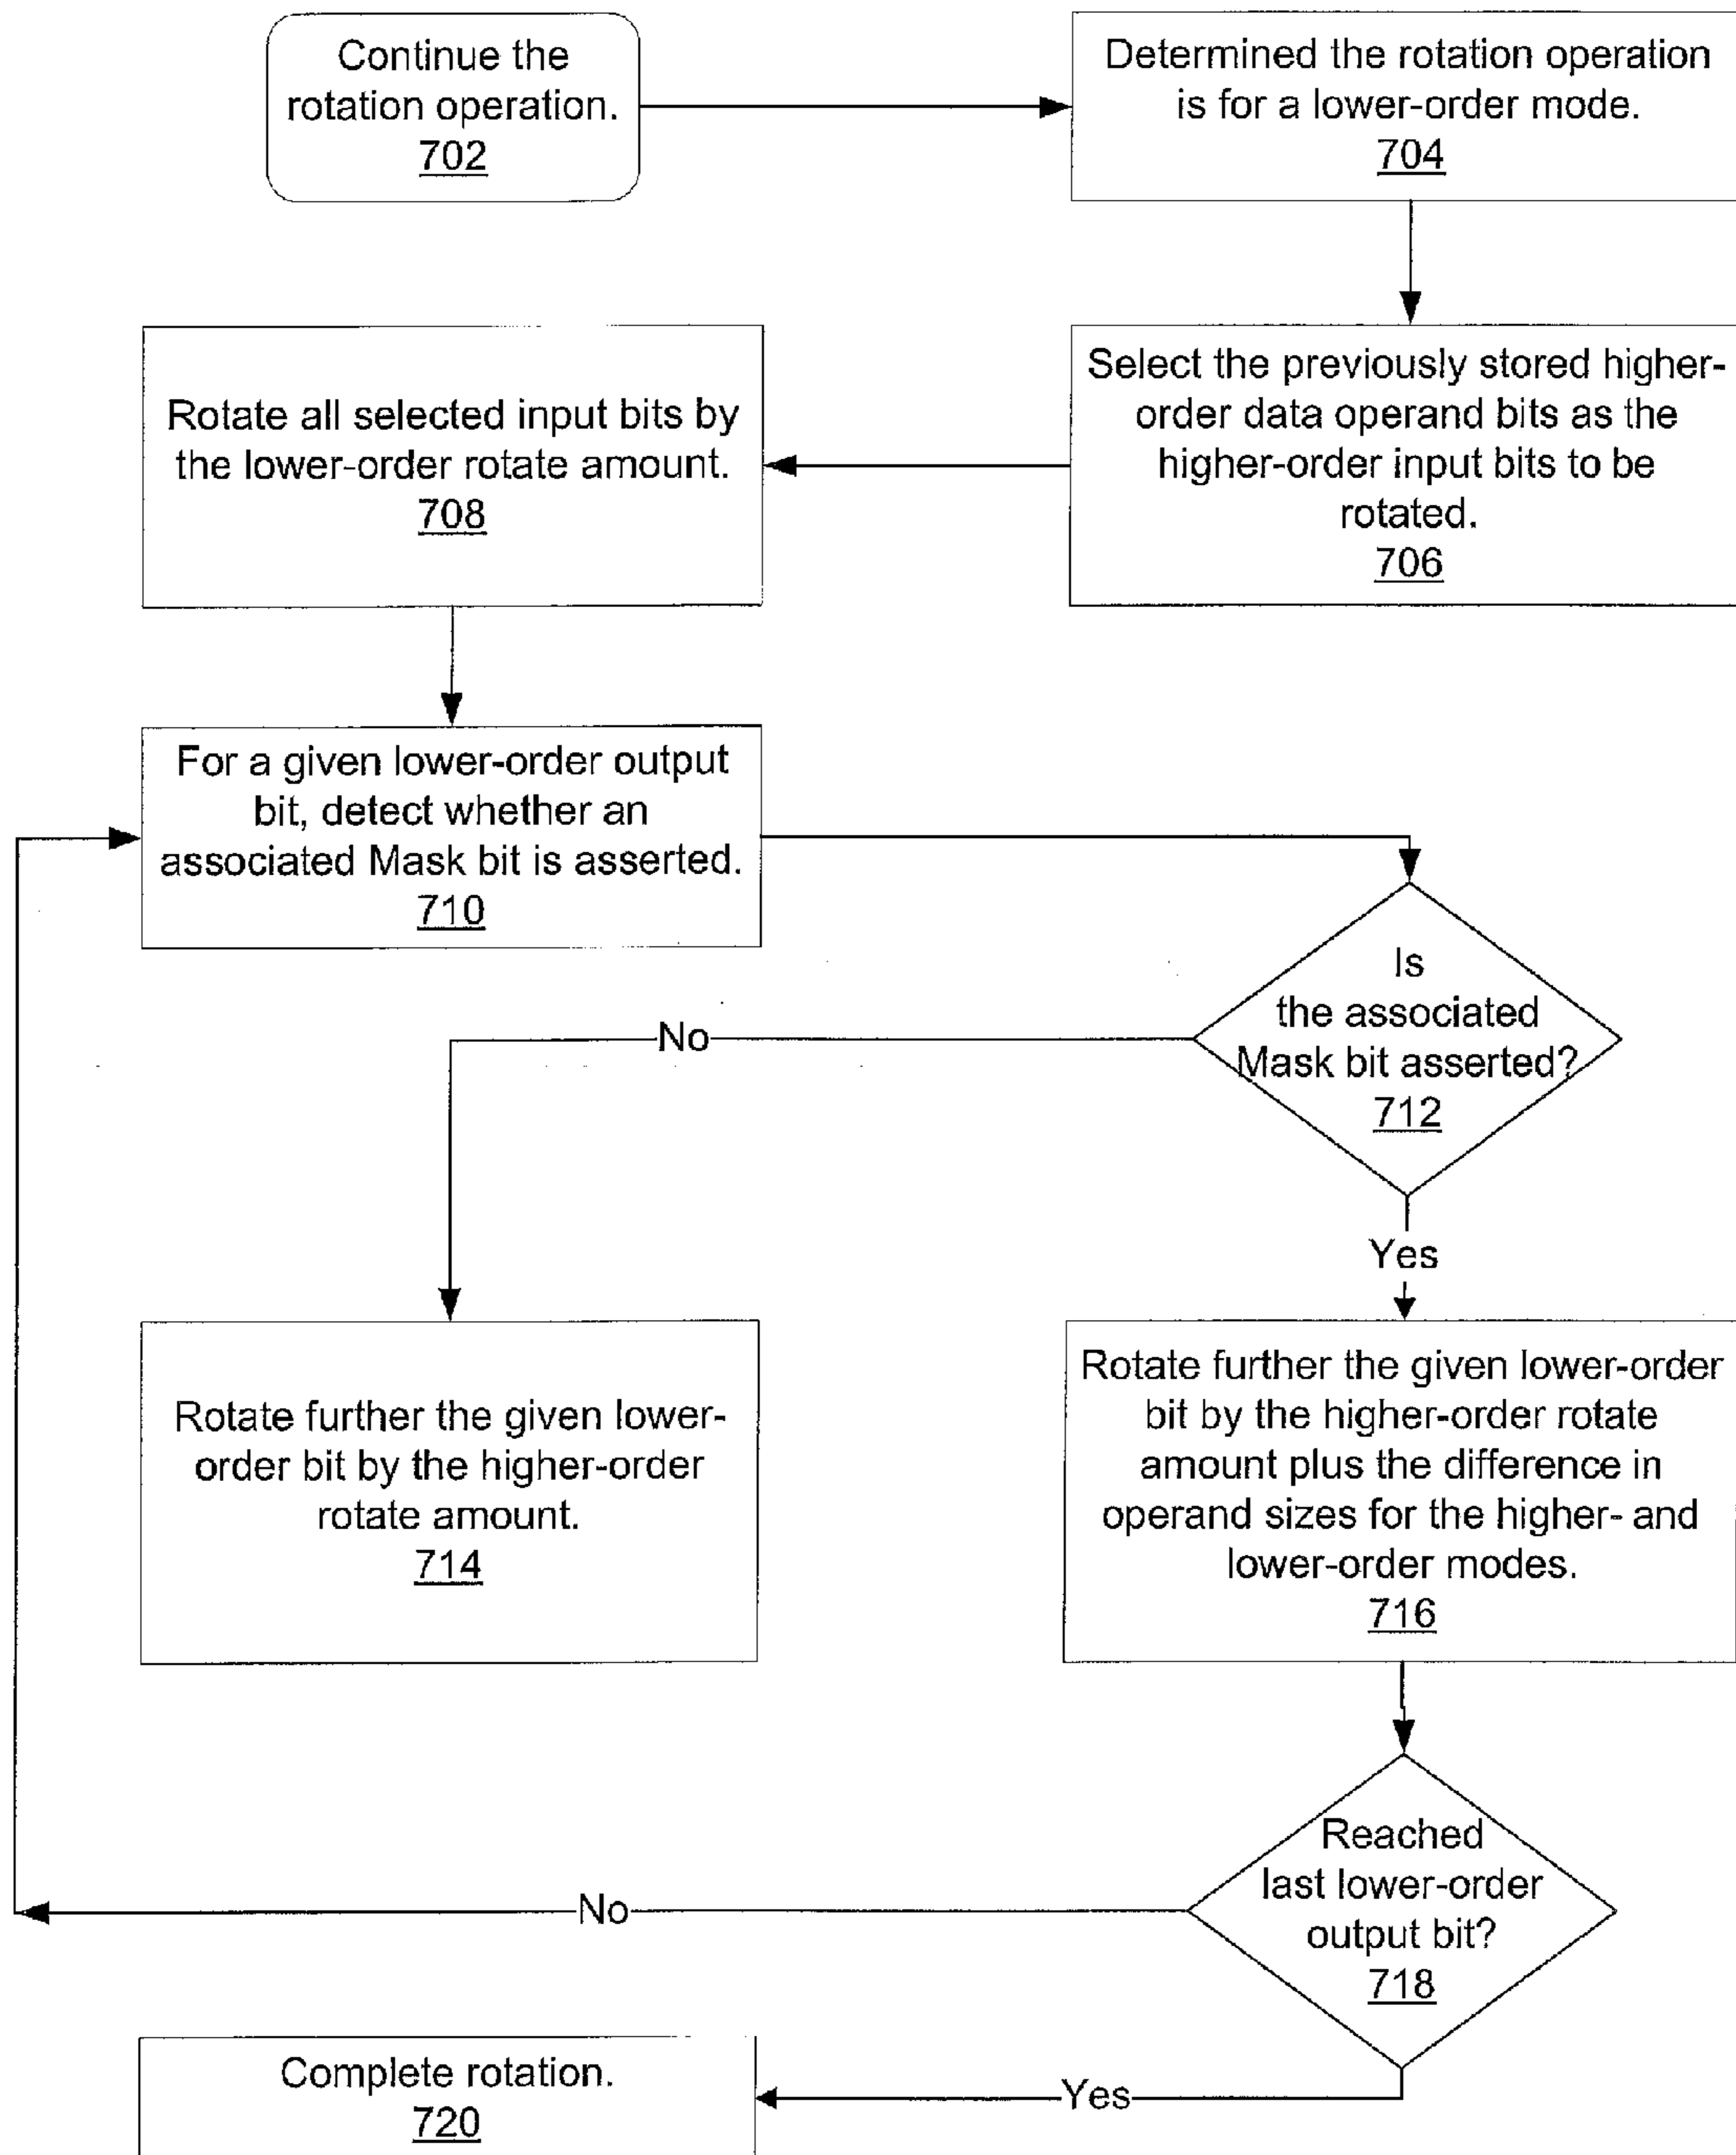 Continue the
rotation operation.
702
Determined the rotation operation
is for a lower-order mode.
704
Select the previously stored higher-
order data operand bits as the
higher-order input bits to be
rotated.
706
Rotate all selected input bits by
the lower-order rotate amount.
708
For a given lower-order output
bit, detect whether an
associated Mask bit is asserted.
710
Is
the associated
Mask bit asserted?
712
No
Yes
Rotate further the given lower-
order bit by the higher-order
rotate amount.
714
Rotate further the given lower-order
bit by the higher-order rotate
amount plus the difference in
operand sizes for the higher- and
lower-order modes.
716
Reached
last lower-order
output bit?
718
No
Yes
Complete rotation.
720